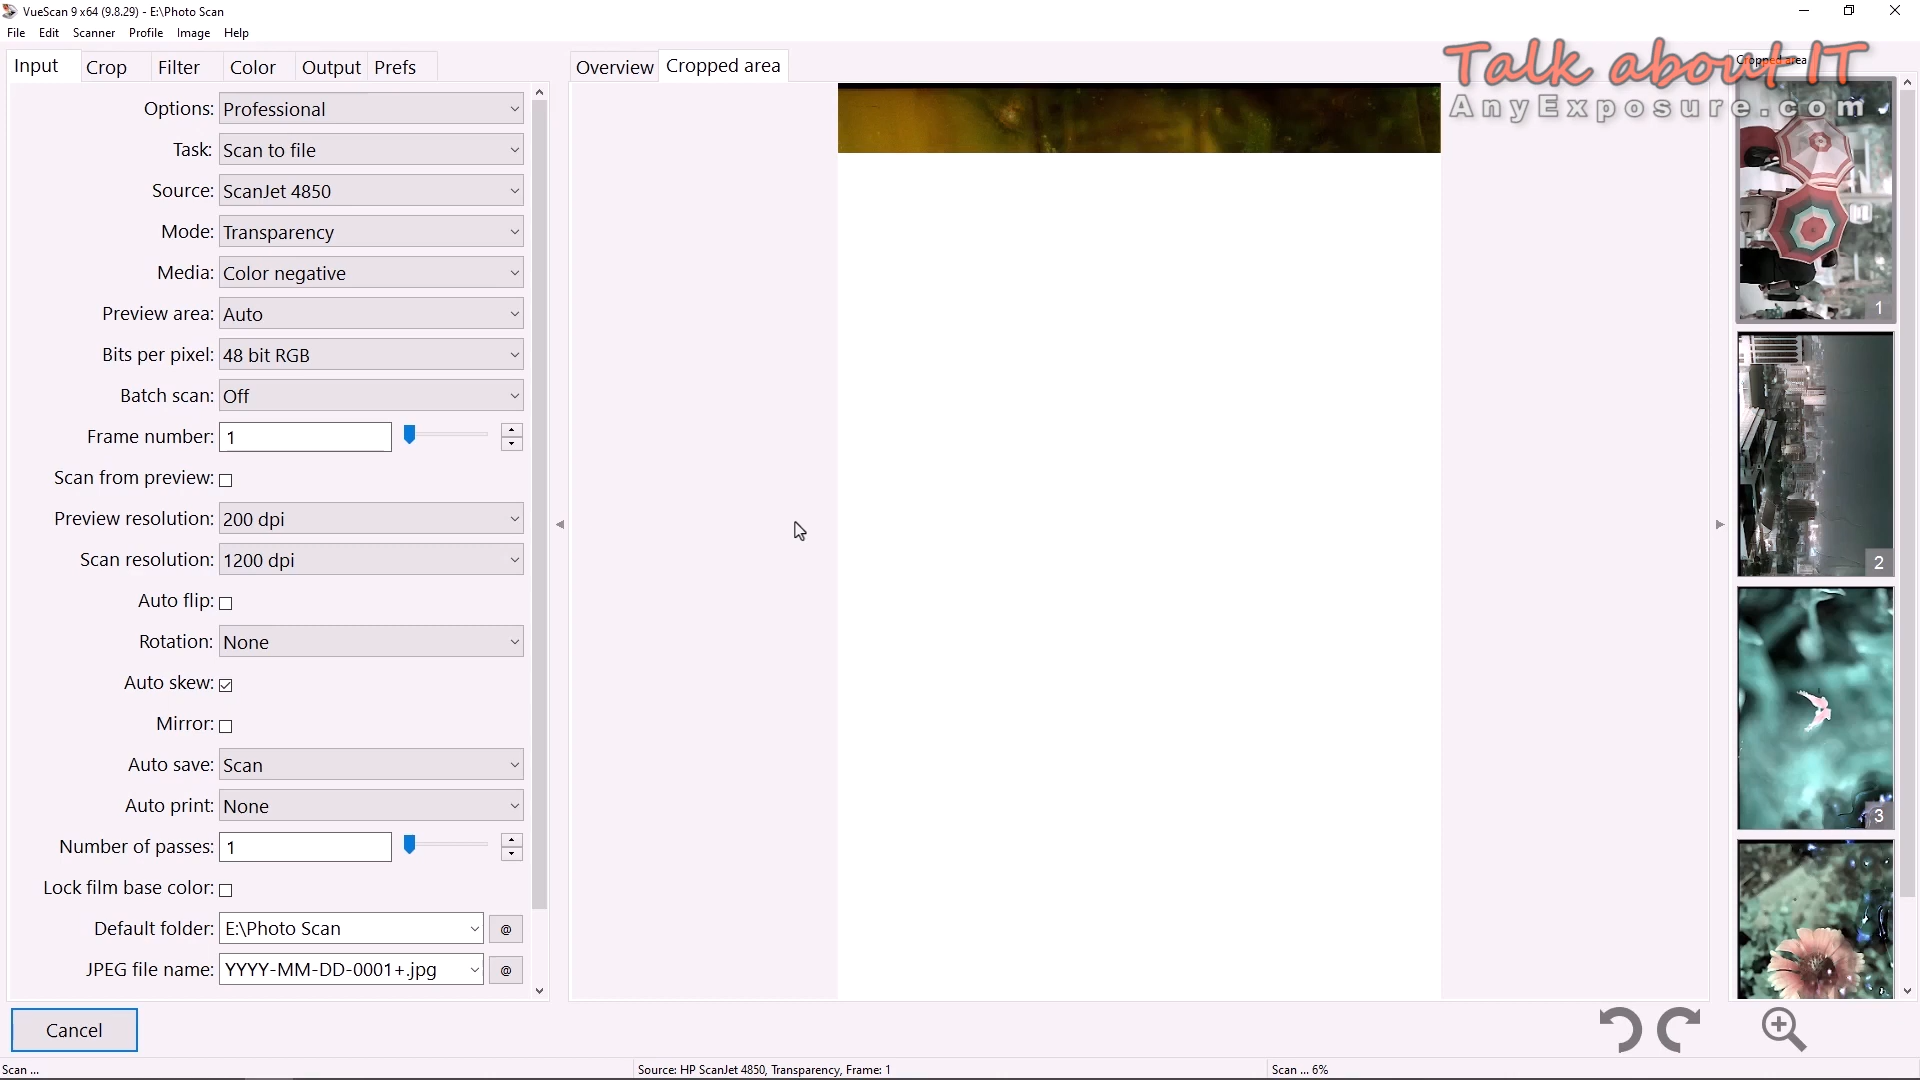 VueScan 9 x64 (9.8.29) - E:\Photo Scan
File Edit Scanner Profile Image Help
Input Crop Filter Color Output Prefs
Overview Cropped area
Cropped area
Talk about IT
AnyExposure.com
Options: Professional
Task: Scan to file
Source: ScanJet 4850
Mode: Transparency
Media: Color negative
Preview area: Auto
Bits per pixel: 48 bit RGB
Batch scan: Off
Frame number: 1
Scan from preview:
Preview resolution: 200 dpi
Scan resolution: 1200 dpi
Auto flip:
Rotation: None
Auto skew:
Mirror:
Auto save: Scan
Auto print: None
Number of passes: 1
Lock film base color:
Default folder: E:\Photo Scan @
JPEG file name: YYYY-MM-DD-0001+.jpg @
1
2
3
Cancel
Scan ... Source: HP ScanJet 4850, Transparency, Frame: 1 Scan ... 6%